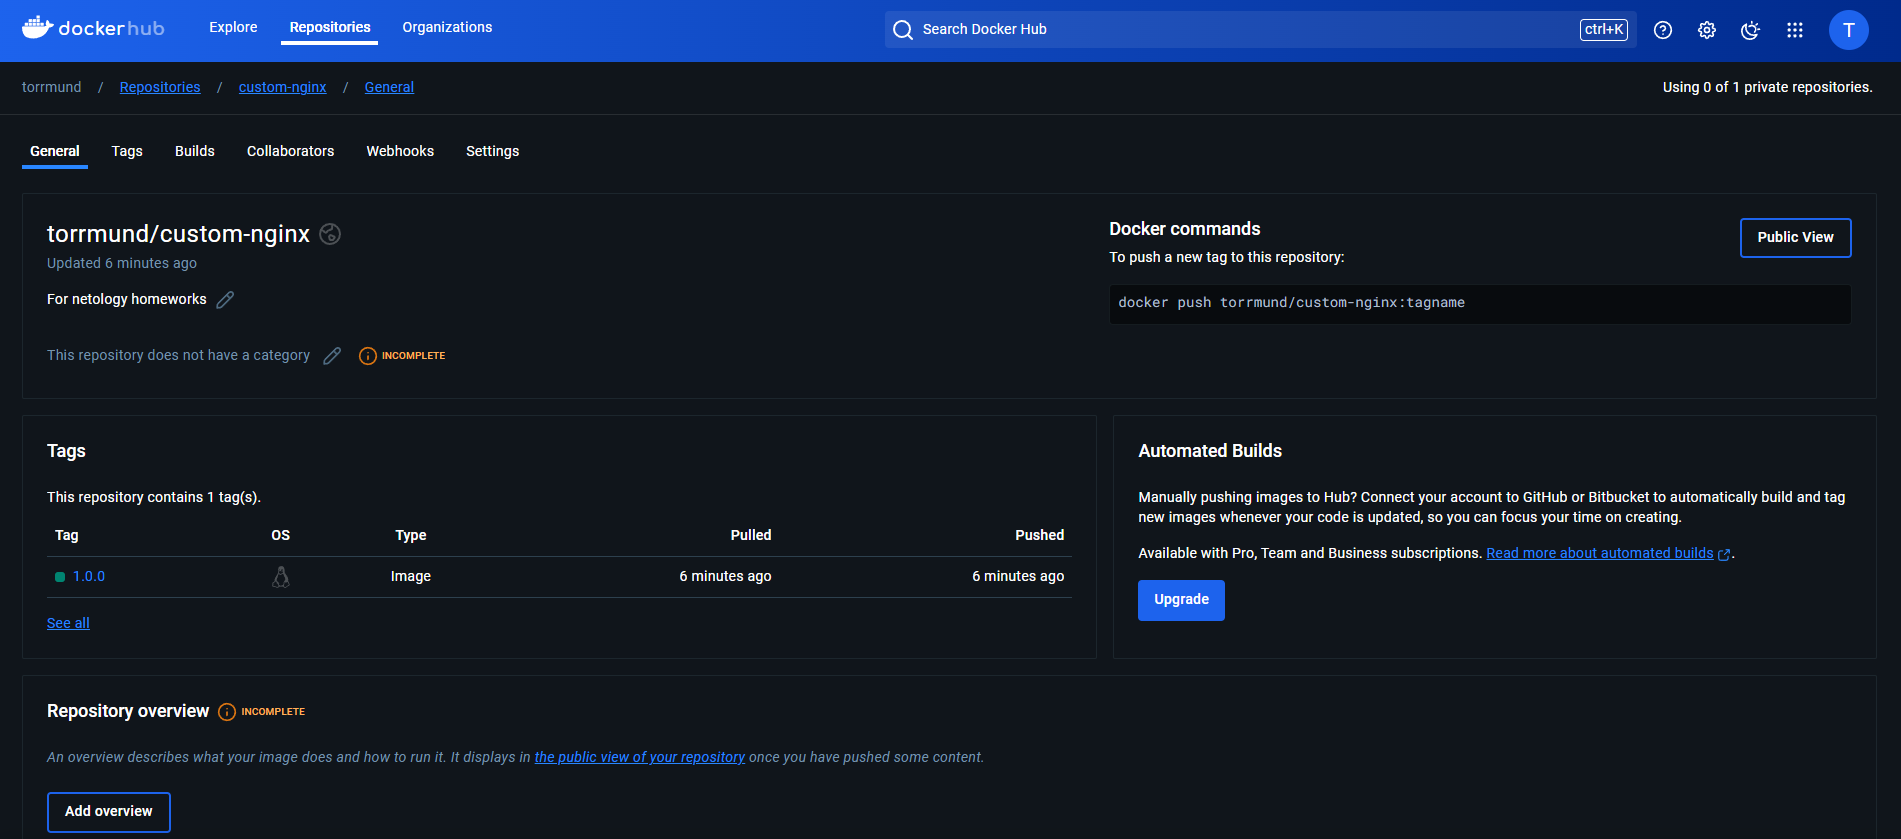 docker hub
Explore
Repositories
Organizations
Search Docker Hub
ctrl+K
T
torrmund / Repositories / custom-nginx / General
Using 0 of 1 private repositories.
General
Tags
Builds
Collaborators
Webhooks
Settings
torrmund/custom-nginx
Updated 6 minutes ago
For netology homeworks
This repository does not have a category
INCOMPLETE
Docker commands
Public View
To push a new tag to this repository:
docker push torrmund/custom-nginx:tagname
Tags
This repository contains 1 tag(s).
Tag OS Type Pulled Pushed
1.0.0 Image 6 minutes ago 6 minutes ago
See all
Automated Builds
Manually pushing images to Hub? Connect your account to GitHub or Bitbucket to automatically build and tag
new images whenever your code is updated, so you can focus your time on creating.
Available with Pro, Team and Business subscriptions. Read more about automated builds.
Upgrade
Repository overview
INCOMPLETE
An overview describes what your image does and how to run it. It displays in the public view of your repository once you have pushed some content.
Add overview